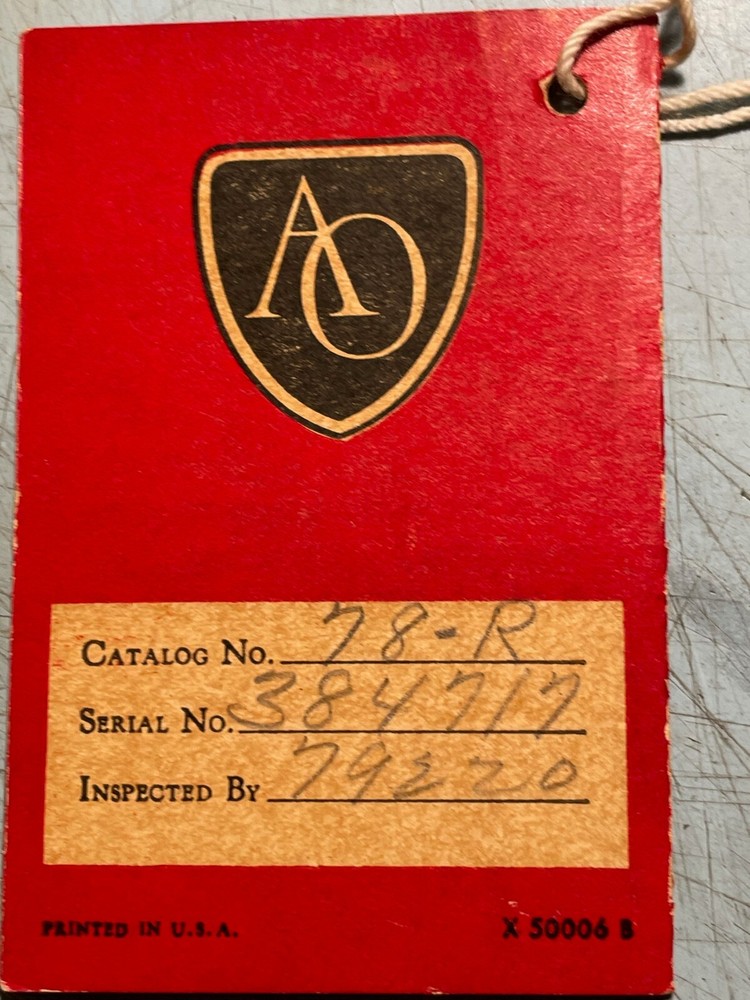 AO
CATALOG NO. 78-R
SERIAL NO. 384717
INSPECTED BY 79220
PRINTED IN U.S.A.
X 50006 B